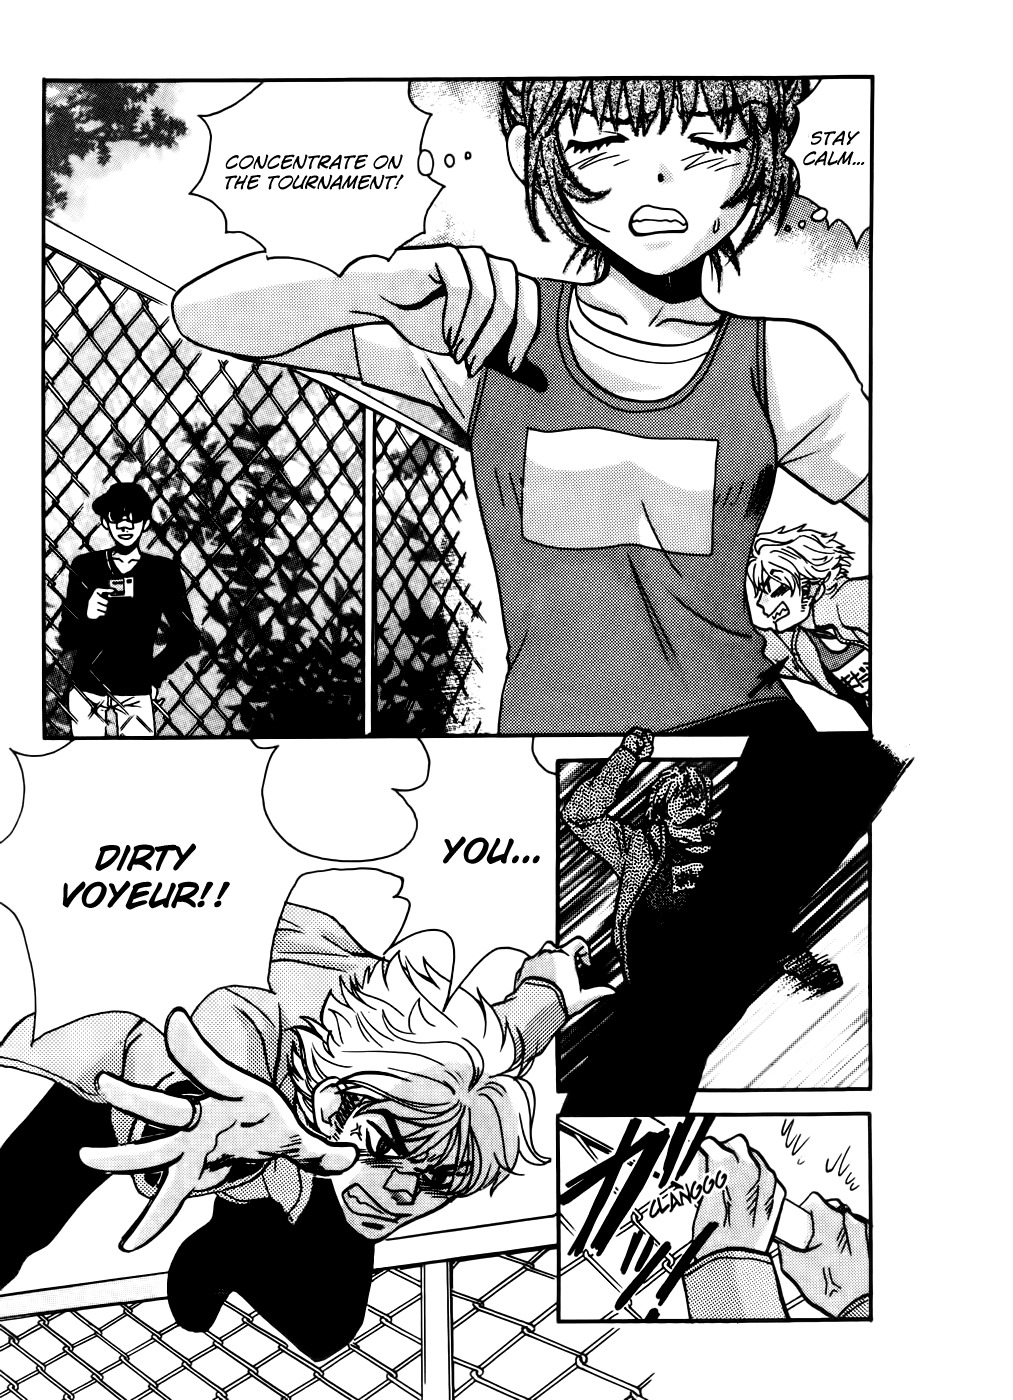 STAY
CALM...
CONCENTRATE ON
THE TOURNAMENT!
YOU...
DIRTY
VOYEUR!!
CLANGGG